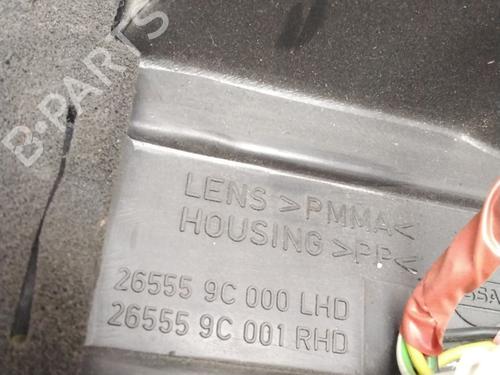 B-PARTS
LENS >PMMA<
HOUSING >PP<
26555 9C 000 LHD
26555 9C 001 RHD